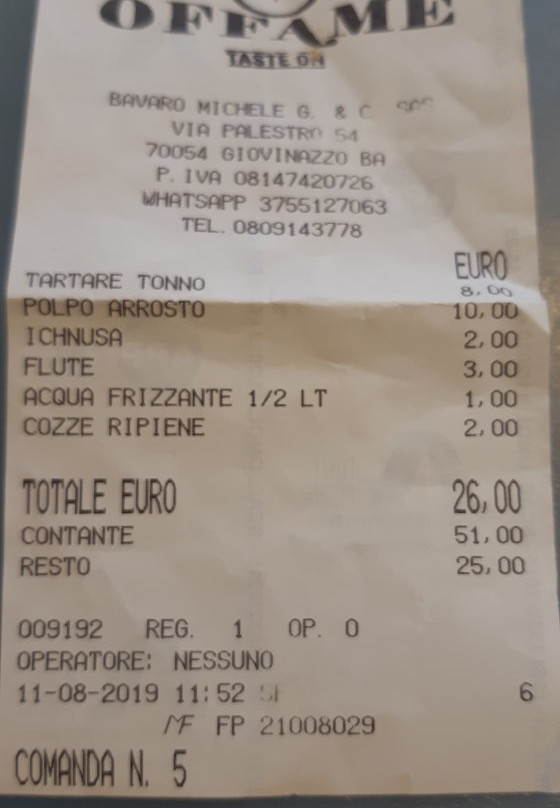 OFFAME
TASTE ON
BAVARO MICHELE G. & C. SAS
VIA PALESTRO 54
70054 GIOVINAZZO BA
P. IVA 08147420726
WHATSAPP 3755127063
TEL. 0809143778
EURO
TARTARE TONNO 8,00
POLPO ARROSTO 10,00
ICHNUSA 2,00
FLUTE 3,00
ACQUA FRIZZANTE 1/2 LT 1,00
COZZE RIPIENE 2,00
TOTALE EURO 26,00
CONTANTE 51,00
RESTO 25,00
009192 REG. 1 OP. 0
OPERATORE: NESSUNO
11-08-2019 11:52 6
MF FP 21008029
COMANDA N. 5